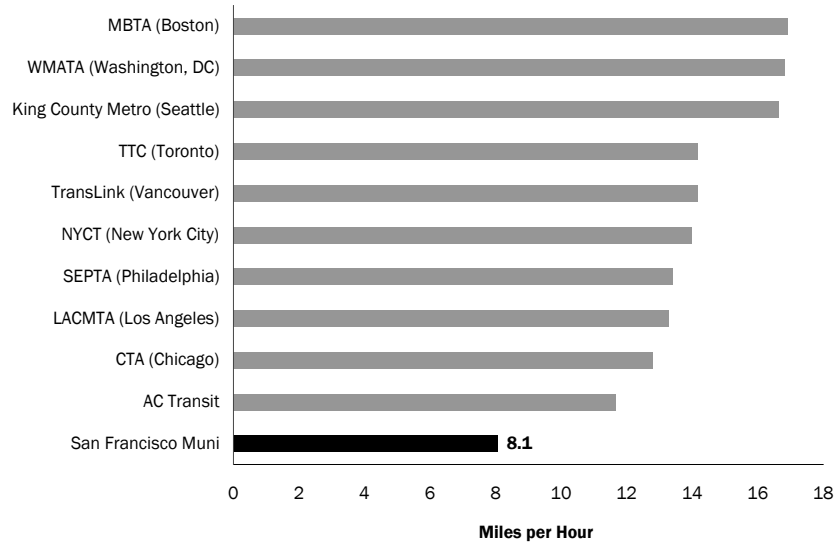 MBTA (Boston)
WMATA (Washington, DC)
King County Metro (Seattle)
TTC (Toronto)
TransLink (Vancouver)
NYCT (New York City)
SEPTA (Philadelphia)
LACMTA (Los Angeles)
CTA (Chicago)
AC Transit
San Francisco Muni 8.1
0 2 4 6 8 10 12 14 16 18
Miles per Hour